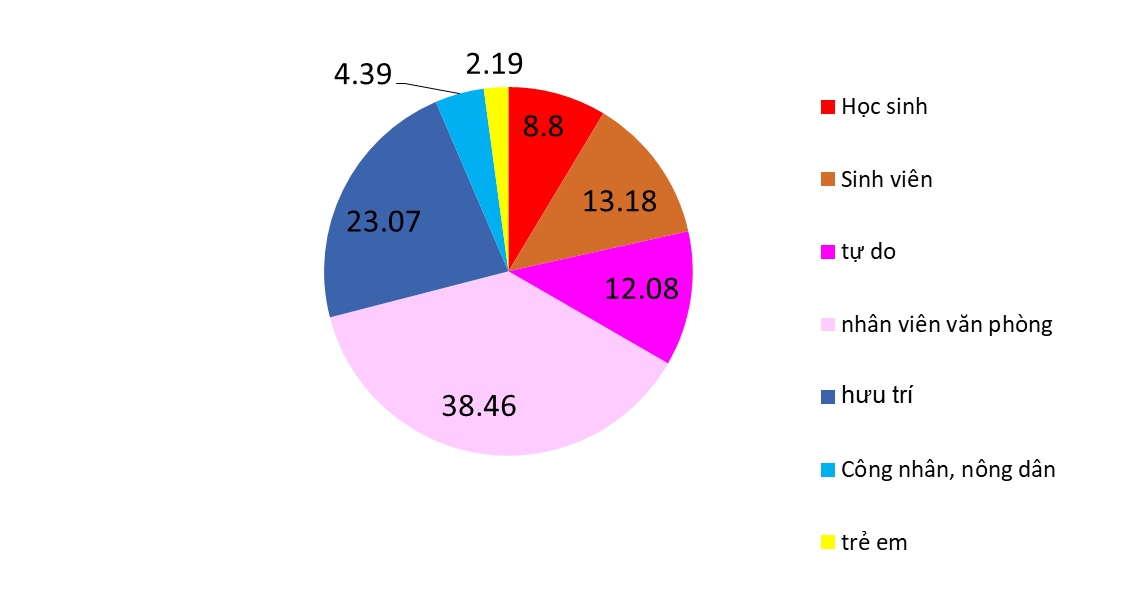 2.19
4.39
8.8
13.18
23.07
12.08
38.46
Học sinh
Sinh viên
tự do
nhân viên văn phòng
hưu trí
Công nhân, nông dân
trẻ em